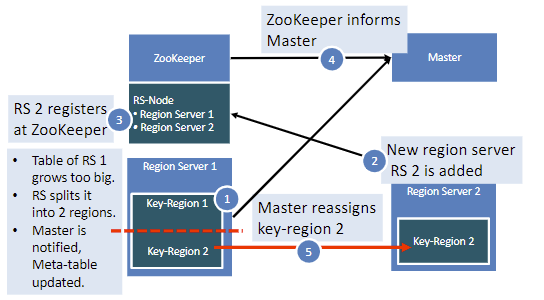 ZooKeeper informs
Master
ZooKeeper
4
Master
RS-Node
• Region Server 1
• Region Server 2
RS 2 registers
at ZooKeeper
3
New region server
RS 2 is added
2
• Table of RS 1
grows too big.
• RS splits it
into 2 regions.
• Master is
notified,
Meta-table
updated.
Region Server 1
Key-Region 1
1
Key-Region 2
Master reassigns
key-region 2
5
Region Server 2
Key-Region 2